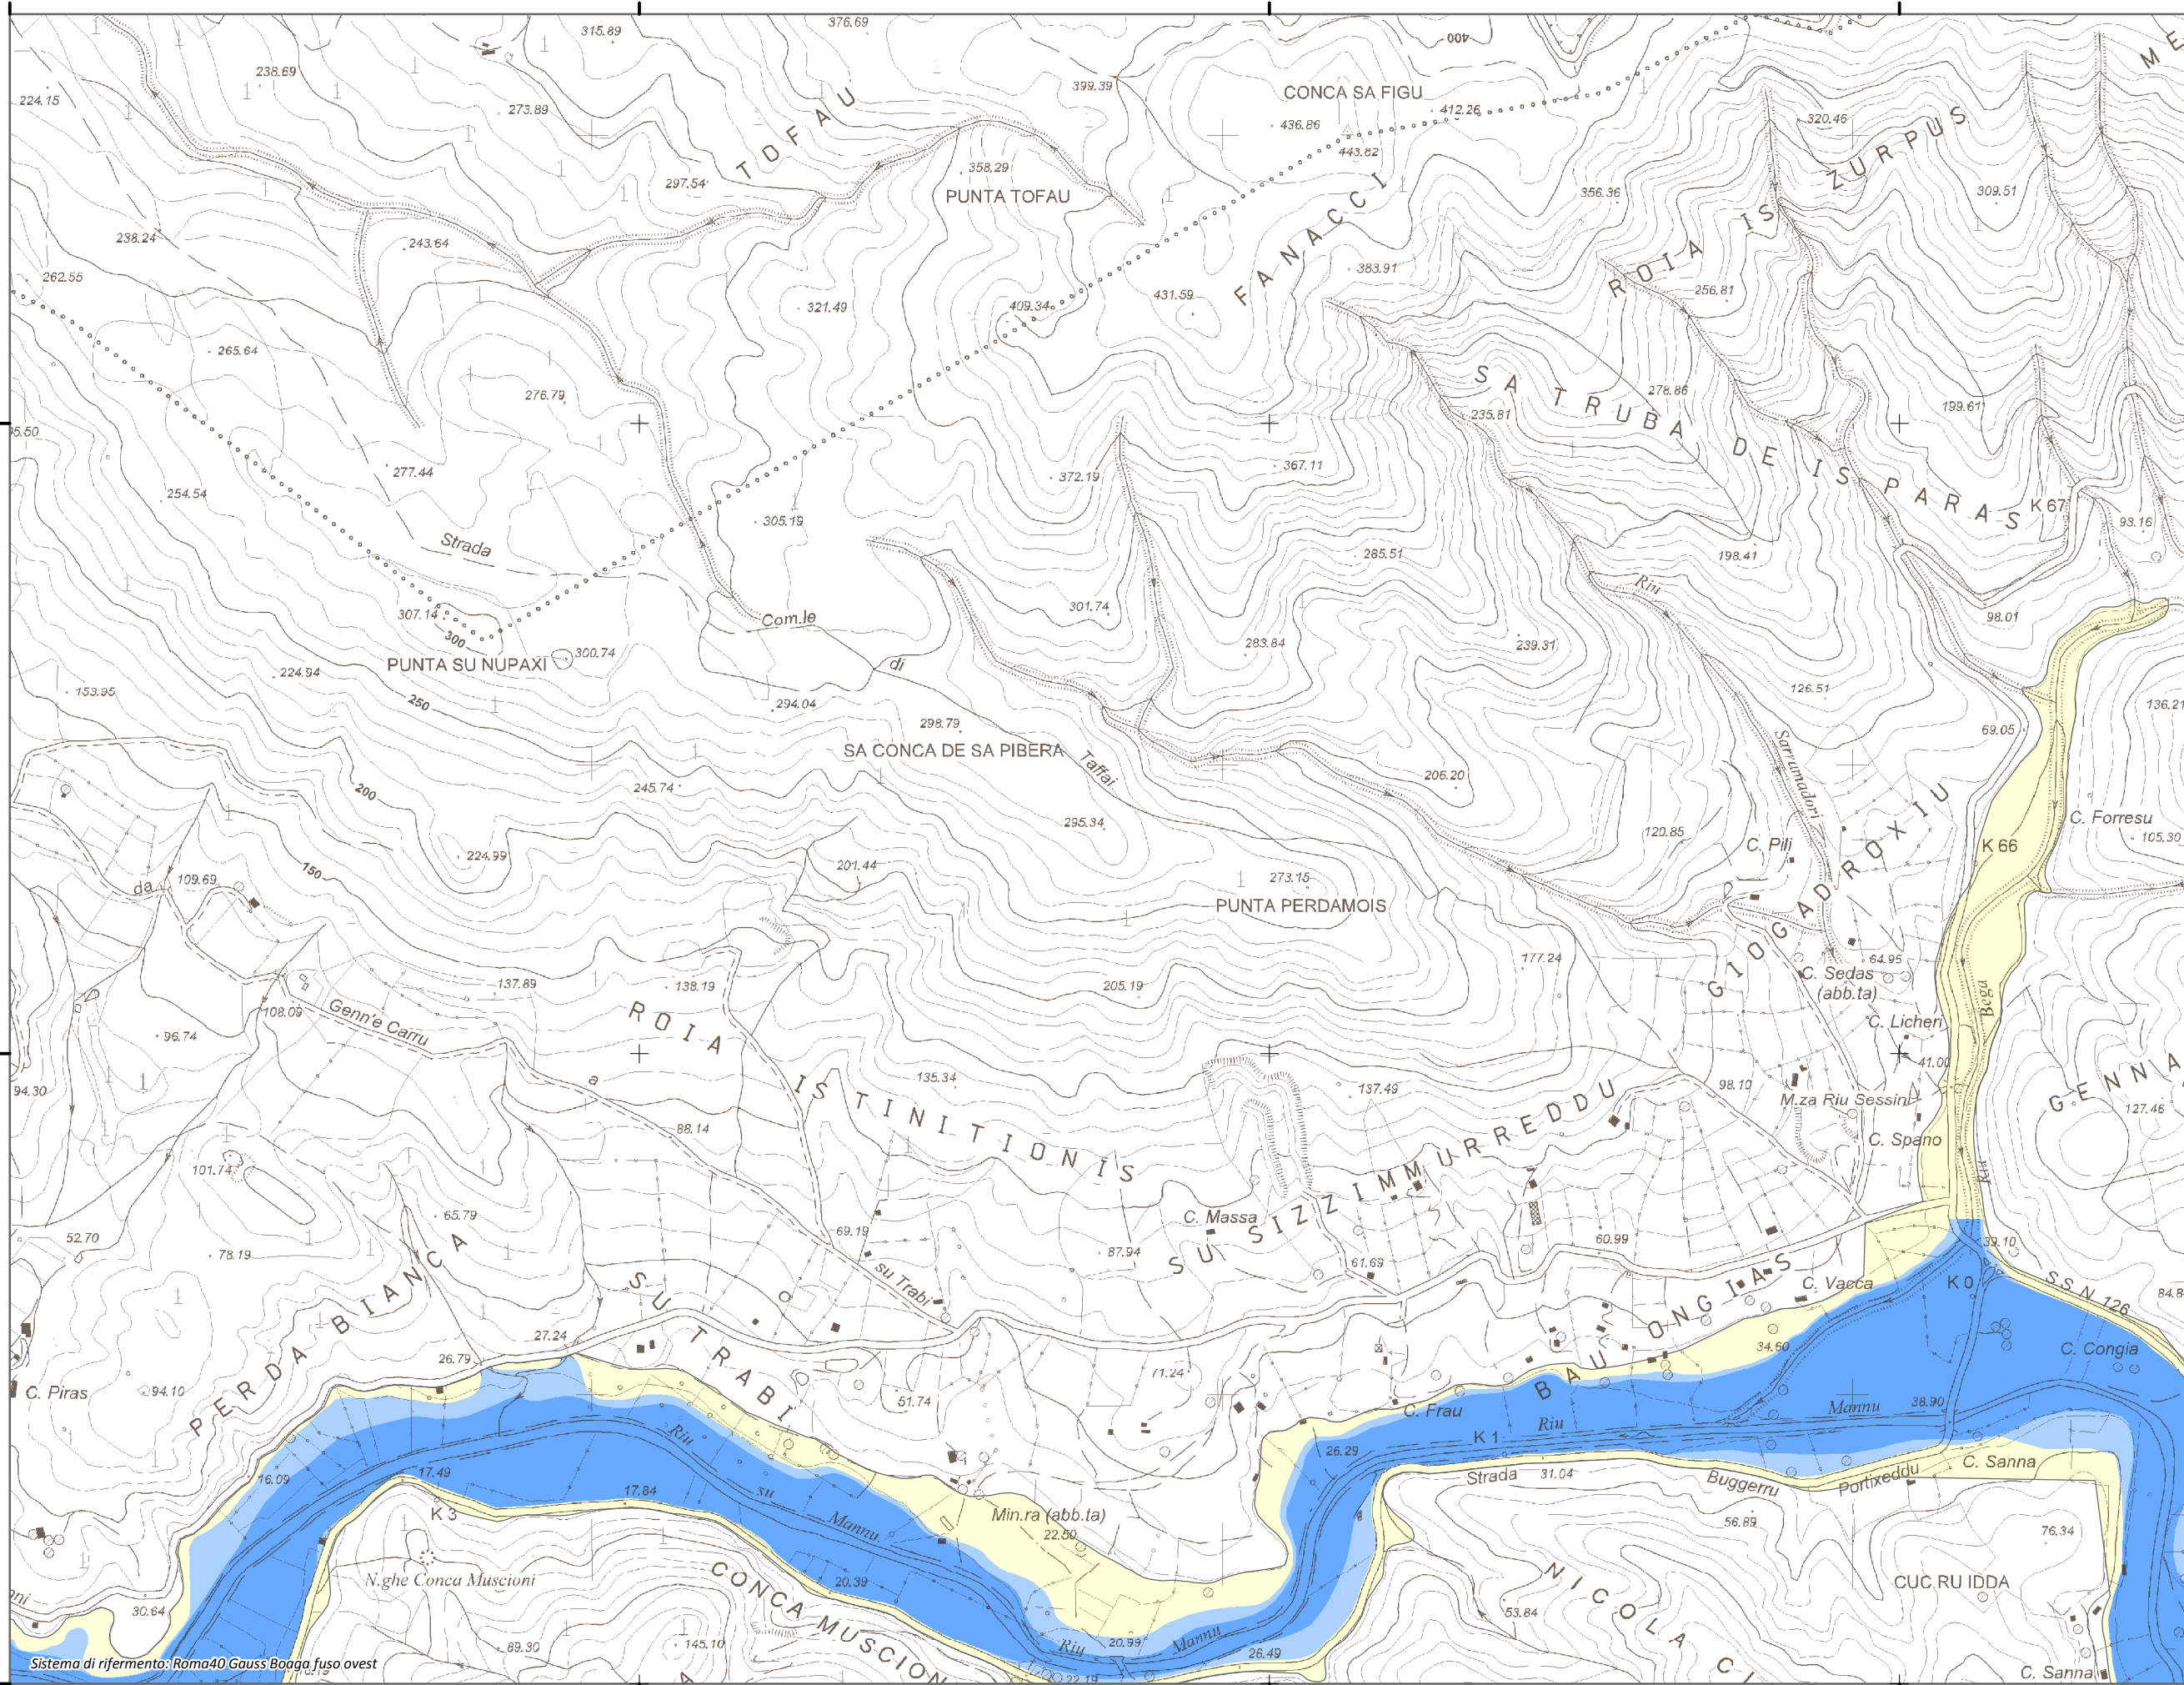 376.69
315.89
400
ME
238.69
399.39
CONCA SA FIGU
224.15
273.89
TOFAU
436.86
412.26
320.46
443.62
ZURPUS
358.29
297.54
PUNTA TOFAU
FANACCI
356.36
309.51
238.24
243.64
ROIA IS
262.55
383.91
256.81
321.49
409.34
431.59
265.64
276.79
SA TRUBA DE IS PARAS
278.86
199.61
235.81
277.44
372.19
367.11
254.54
K 67
305.19
93.16
Strada
285.51
198.41
Riu
307.14
300
Com.le
301.74
98.01
283.84
239.31
PUNTA SU NUPAXI
300.74
di
224.94
153.95
250
294.04
126.51
136.21
298.79
69.05
SA CONCA DE SA PIBERA
Taffai
Sarramadori
206.20
200
245.74
295.34
120.85
C. Forresu
105.30
C. Pili
K 66
224.99
201.44
150
da
109.69
273.15
PUNTA PERDAMOIS
GIOGADROXIU
177.24
64.95
C. Sedas
(abb.ta)
137.89
138.19
205.19
Bega
108.09
Genn'e Carru
ROIA IS TINITIONIS
96.74
C. Licheri
41.00
94.30
a
135.34
137.49
98.10
M.za Riu Sessini
GENNA
127.46
88.14
C. Spano
101.74
Riu
65.79
C. Massa
SU SIZZIMMURREDDU
52.70
78.19
69.19
87.94
60.99
39.10
61.69
su Trabi
PERDA BIANCA
SU TRABI
C. Vacca
K 0
SS N 126
84.8
BAU ONGIAS
27.24
26.79
34.60
C. Congia
71.24
C. Piras
94.10
51.74
C. Frau
Riu
Mannu
38.90
Riu
K 1
26.29
16.09
17.49
C. Sanna
Strada
31.04
Buggerru
Portixeddu
17.84
su
K 3
Mannu
Min.ra (abb.ta)
22.50
56.89
76.34
N.ghe Conca Muscioni
20.39
NICOLA CI
CUC.RU IDDA
CONCA MUSCION
30.64
53.84
89.30
145.10
Riu
20.99
Mannu
26.49
Sistema di rifermento: Roma40 Gauss Boaga fuso ovest
22.19
C. Sanna